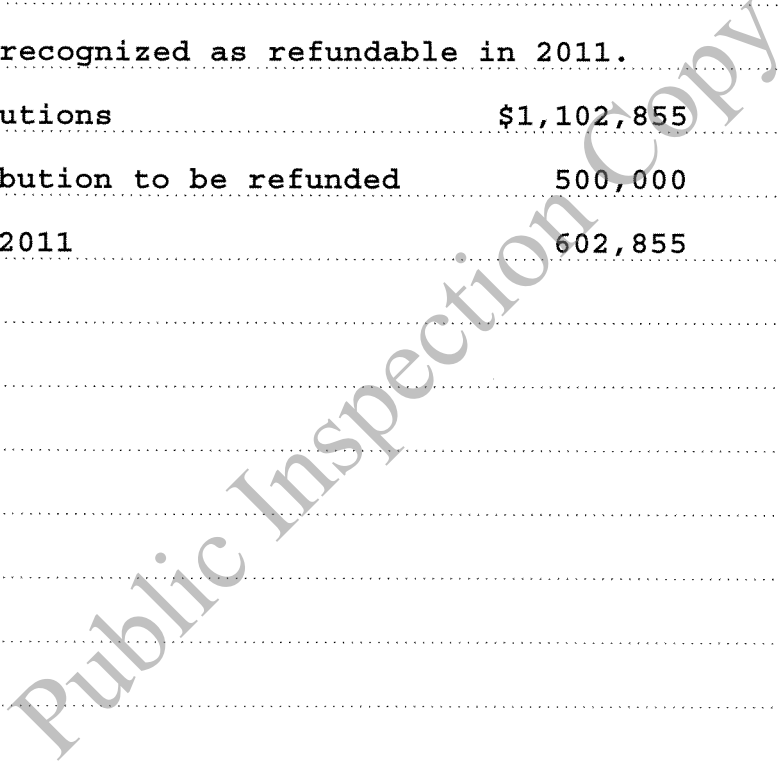 recognized as refundable in 2011.
utions $1,102,855
bution to be refunded 500,000
2011 602,855
Public Inspection Copy